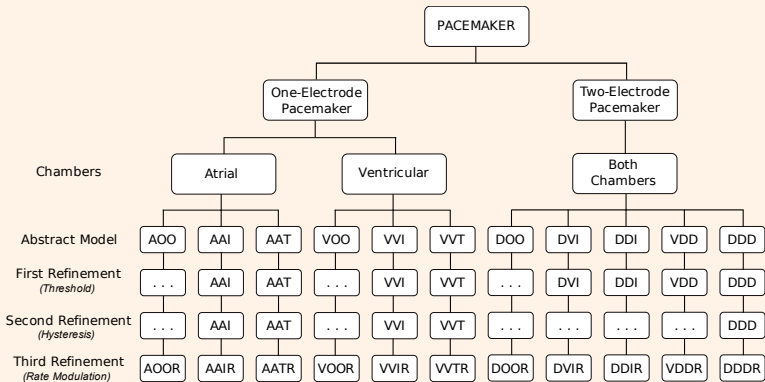 PACEMAKER
One-Electrode
Pacemaker
Two-Electrode
Pacemaker
Chambers
Atrial
Ventricular
Both
Chambers
Abstract Model
AOO AAI AAT VOO VVI VVT DOO DVI DDI VDD DDD
First Refinement
(Threshold)
... AAI AAT ... VVI VVT ... DVI DDI VDD DDD
Second Refinement
(Hysteresis)
... AAI AAT ... VVI VVT ... ... ... ... DDD
Third Refinement
(Rate Modulation)
AOOR AAIR AATR VOOR VVIR VVTR DOOR DVIR DDIR VDDR DDDR